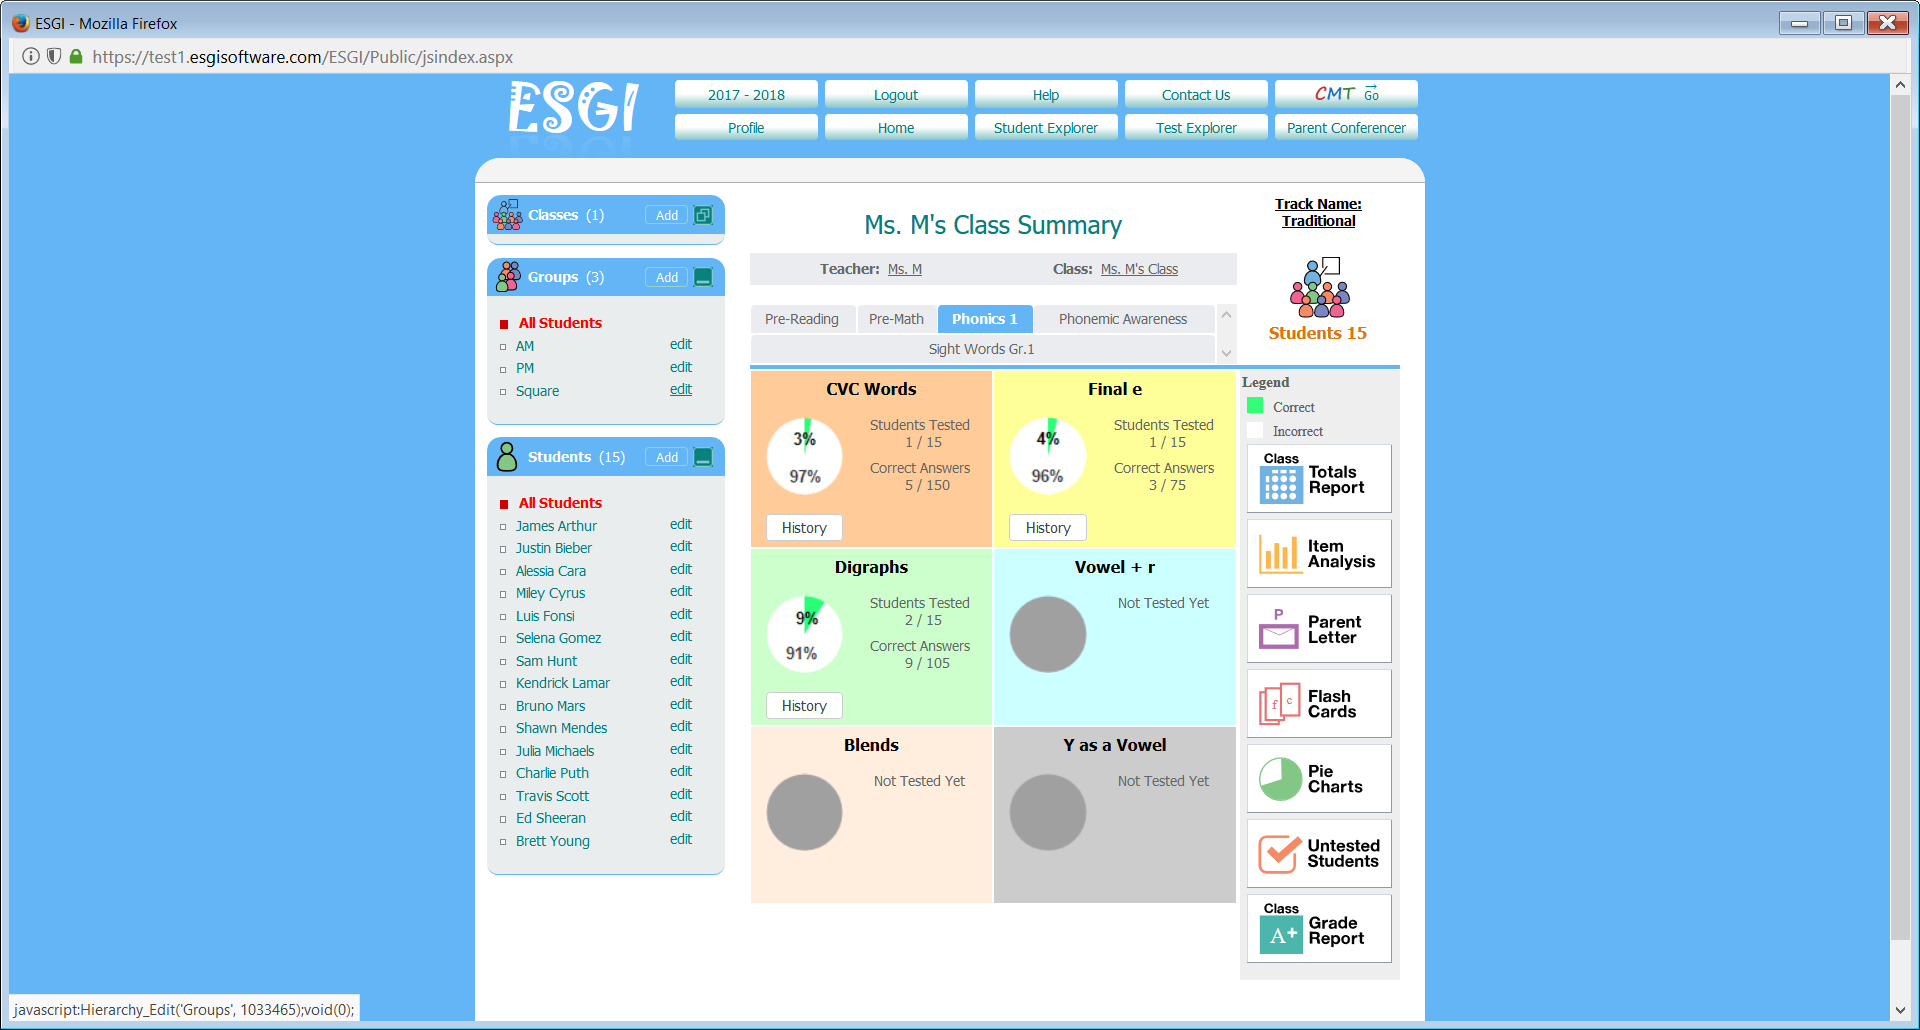 ESGI - Mozilla Firefox
https://test1.esgisoftware.com/ESGI/Public/jsindex.aspx
ESGI
2017 - 2018
Logout
Help
Contact Us
CMT Go
Profile
Home
Student Explorer
Test Explorer
Parent Conferencer
Classes (1)
Add
Groups (3)
Add
All Students
AM edit
PM edit
Square edit
Students (15)
Add
All Students
James Arthur edit
Justin Bieber edit
Alessia Cara edit
Miley Cyrus edit
Luis Fonsi edit
Selena Gomez edit
Sam Hunt edit
Kendrick Lamar edit
Bruno Mars edit
Shawn Mendes edit
Julia Michaels edit
Charlie Puth edit
Travis Scott edit
Ed Sheeran edit
Brett Young edit
Ms. M's Class Summary
Teacher: Ms. M
Class: Ms. M's Class
Pre-Reading
Pre-Math
Phonics 1
Phonemic Awareness
Sight Words Gr.1
CVC Words
3%
97%
Students Tested
1 / 15
Correct Answers
5 / 150
History
Final e
4%
96%
Students Tested
1 / 15
Correct Answers
3 / 75
History
Digraphs
9%
91%
Students Tested
2 / 15
Correct Answers
9 / 105
History
Vowel + r
Not Tested Yet
Blends
Not Tested Yet
Y as a Vowel
Not Tested Yet
Track Name:
Traditional
Students 15
Legend
Correct
Incorrect
Class
Totals
Report
Item
Analysis
P
Parent
Letter
f c
Flash
Cards
Pie
Charts
Untested
Students
Class
A+
Grade
Report
javascript:Hierarchy_Edit('Groups', 1033465);void(0);